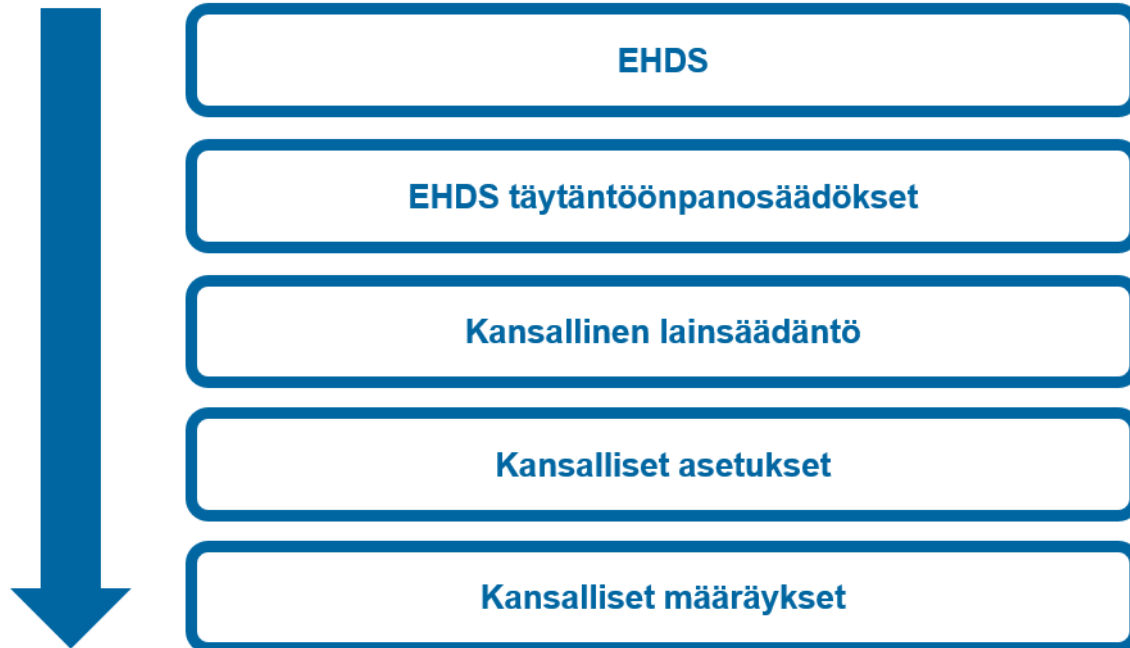 EHDS
EHDS täytäntöönpanosäädökset
Kansallinen lainsäädäntö
Kansalliset asetukset
Kansalliset määräykset